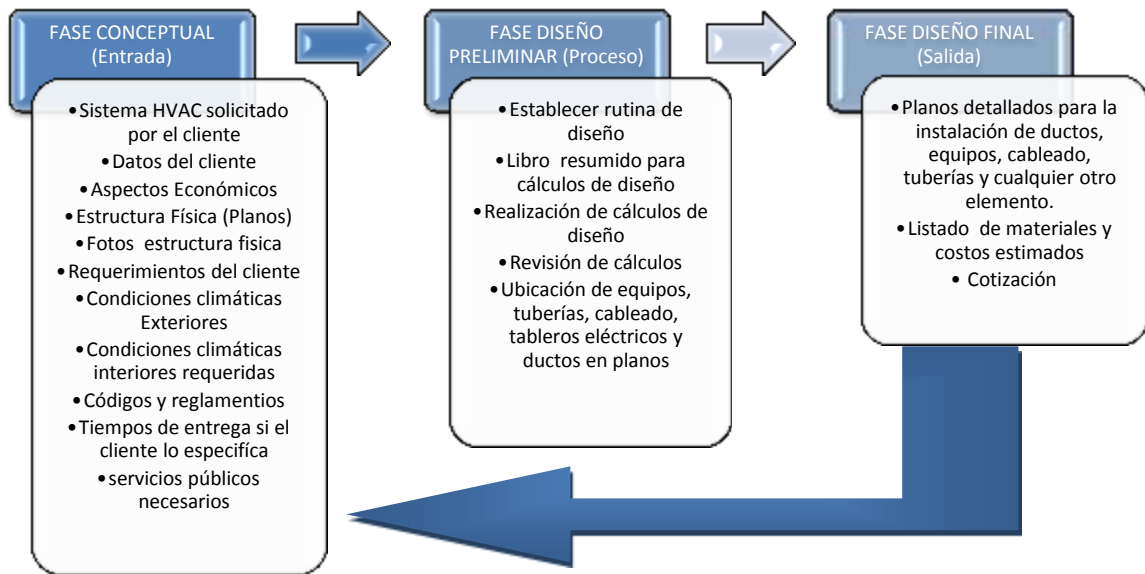 FASE CONCEPTUAL
(Entrada)
•Sistema HVAC solicitado
por el cliente
•Datos del cliente
•Aspectos Económicos
•Estructura Física (Planos)
•Fotos estructura fisica
•Requerimientos del cliente
•Condiciones climáticas
Exteriores
•Condiciones climáticas
interiores requeridas
•Códigos y reglamentios
•Tiempos de entrega si el
cliente lo especifíca
•servicios públicos
necesarios
FASE DISEÑO
PRELIMINAR (Proceso)
•Establecer rutina de
diseño
•Libro resumido para
cálculos de diseño
•Realización de cálculos de
diseño
•Revisión de cálculos
•Ubicación de equipos,
tuberías, cableado,
tableros eléctricos y
ductos en planos
FASE DISEÑO FINAL
(Salida)
•Planos detallados para la
instalación de ductos,
equipos, cableado,
tuberías y cualquier otro
elemento.
•Listado de materiales y
costos estimados
• Cotización